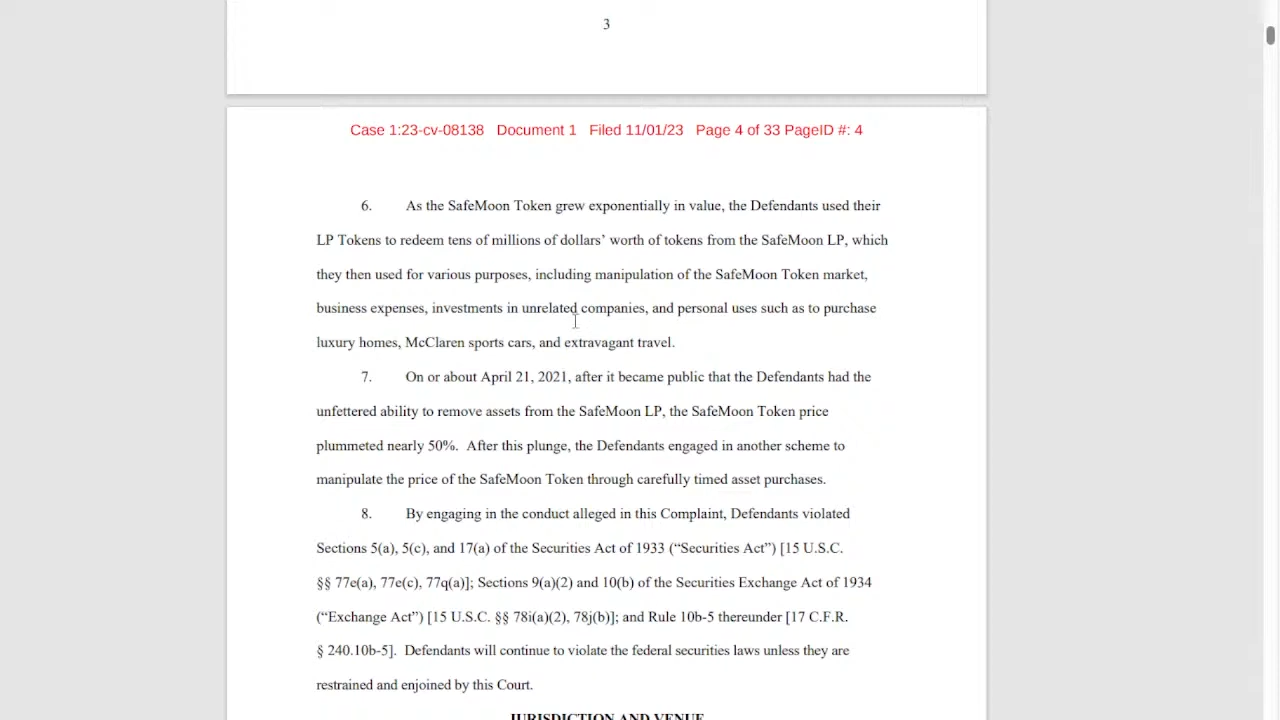 3
Case 1:23-cv-08138 Document 1 Filed 11/01/23 Page 4 of 33 PageID #: 4
6. As the SafeMoon Token grew exponentially in value, the Defendants used their
LP Tokens to redeem tens of millions of dollars’ worth of tokens from the SafeMoon LP, which
they then used for various purposes, including manipulation of the SafeMoon Token market,
business expenses, investments in unrelated companies, and personal uses such as to purchase
luxury homes, McClaren sports cars, and extravagant travel.
7. On or about April 21, 2021, after it became public that the Defendants had the
unfettered ability to remove assets from the SafeMoon LP, the SafeMoon Token price
plummeted nearly 50%. After this plunge, the Defendants engaged in another scheme to
manipulate the price of the SafeMoon Token through carefully timed asset purchases.
8. By engaging in the conduct alleged in this Complaint, Defendants violated
Sections 5(a), 5(c), and 17(a) of the Securities Act of 1933 (“Securities Act”) [15 U.S.C.
§§ 77e(a), 77e(c), 77q(a)]; Sections 9(a)(2) and 10(b) of the Securities Exchange Act of 1934
(“Exchange Act”) [15 U.S.C. §§ 78i(a)(2), 78j(b)]; and Rule 10b-5 thereunder [17 C.F.R.
§ 240.10b-5]. Defendants will continue to violate the federal securities laws unless they are
restrained and enjoined by this Court.
JURISDICTION AND VENUE